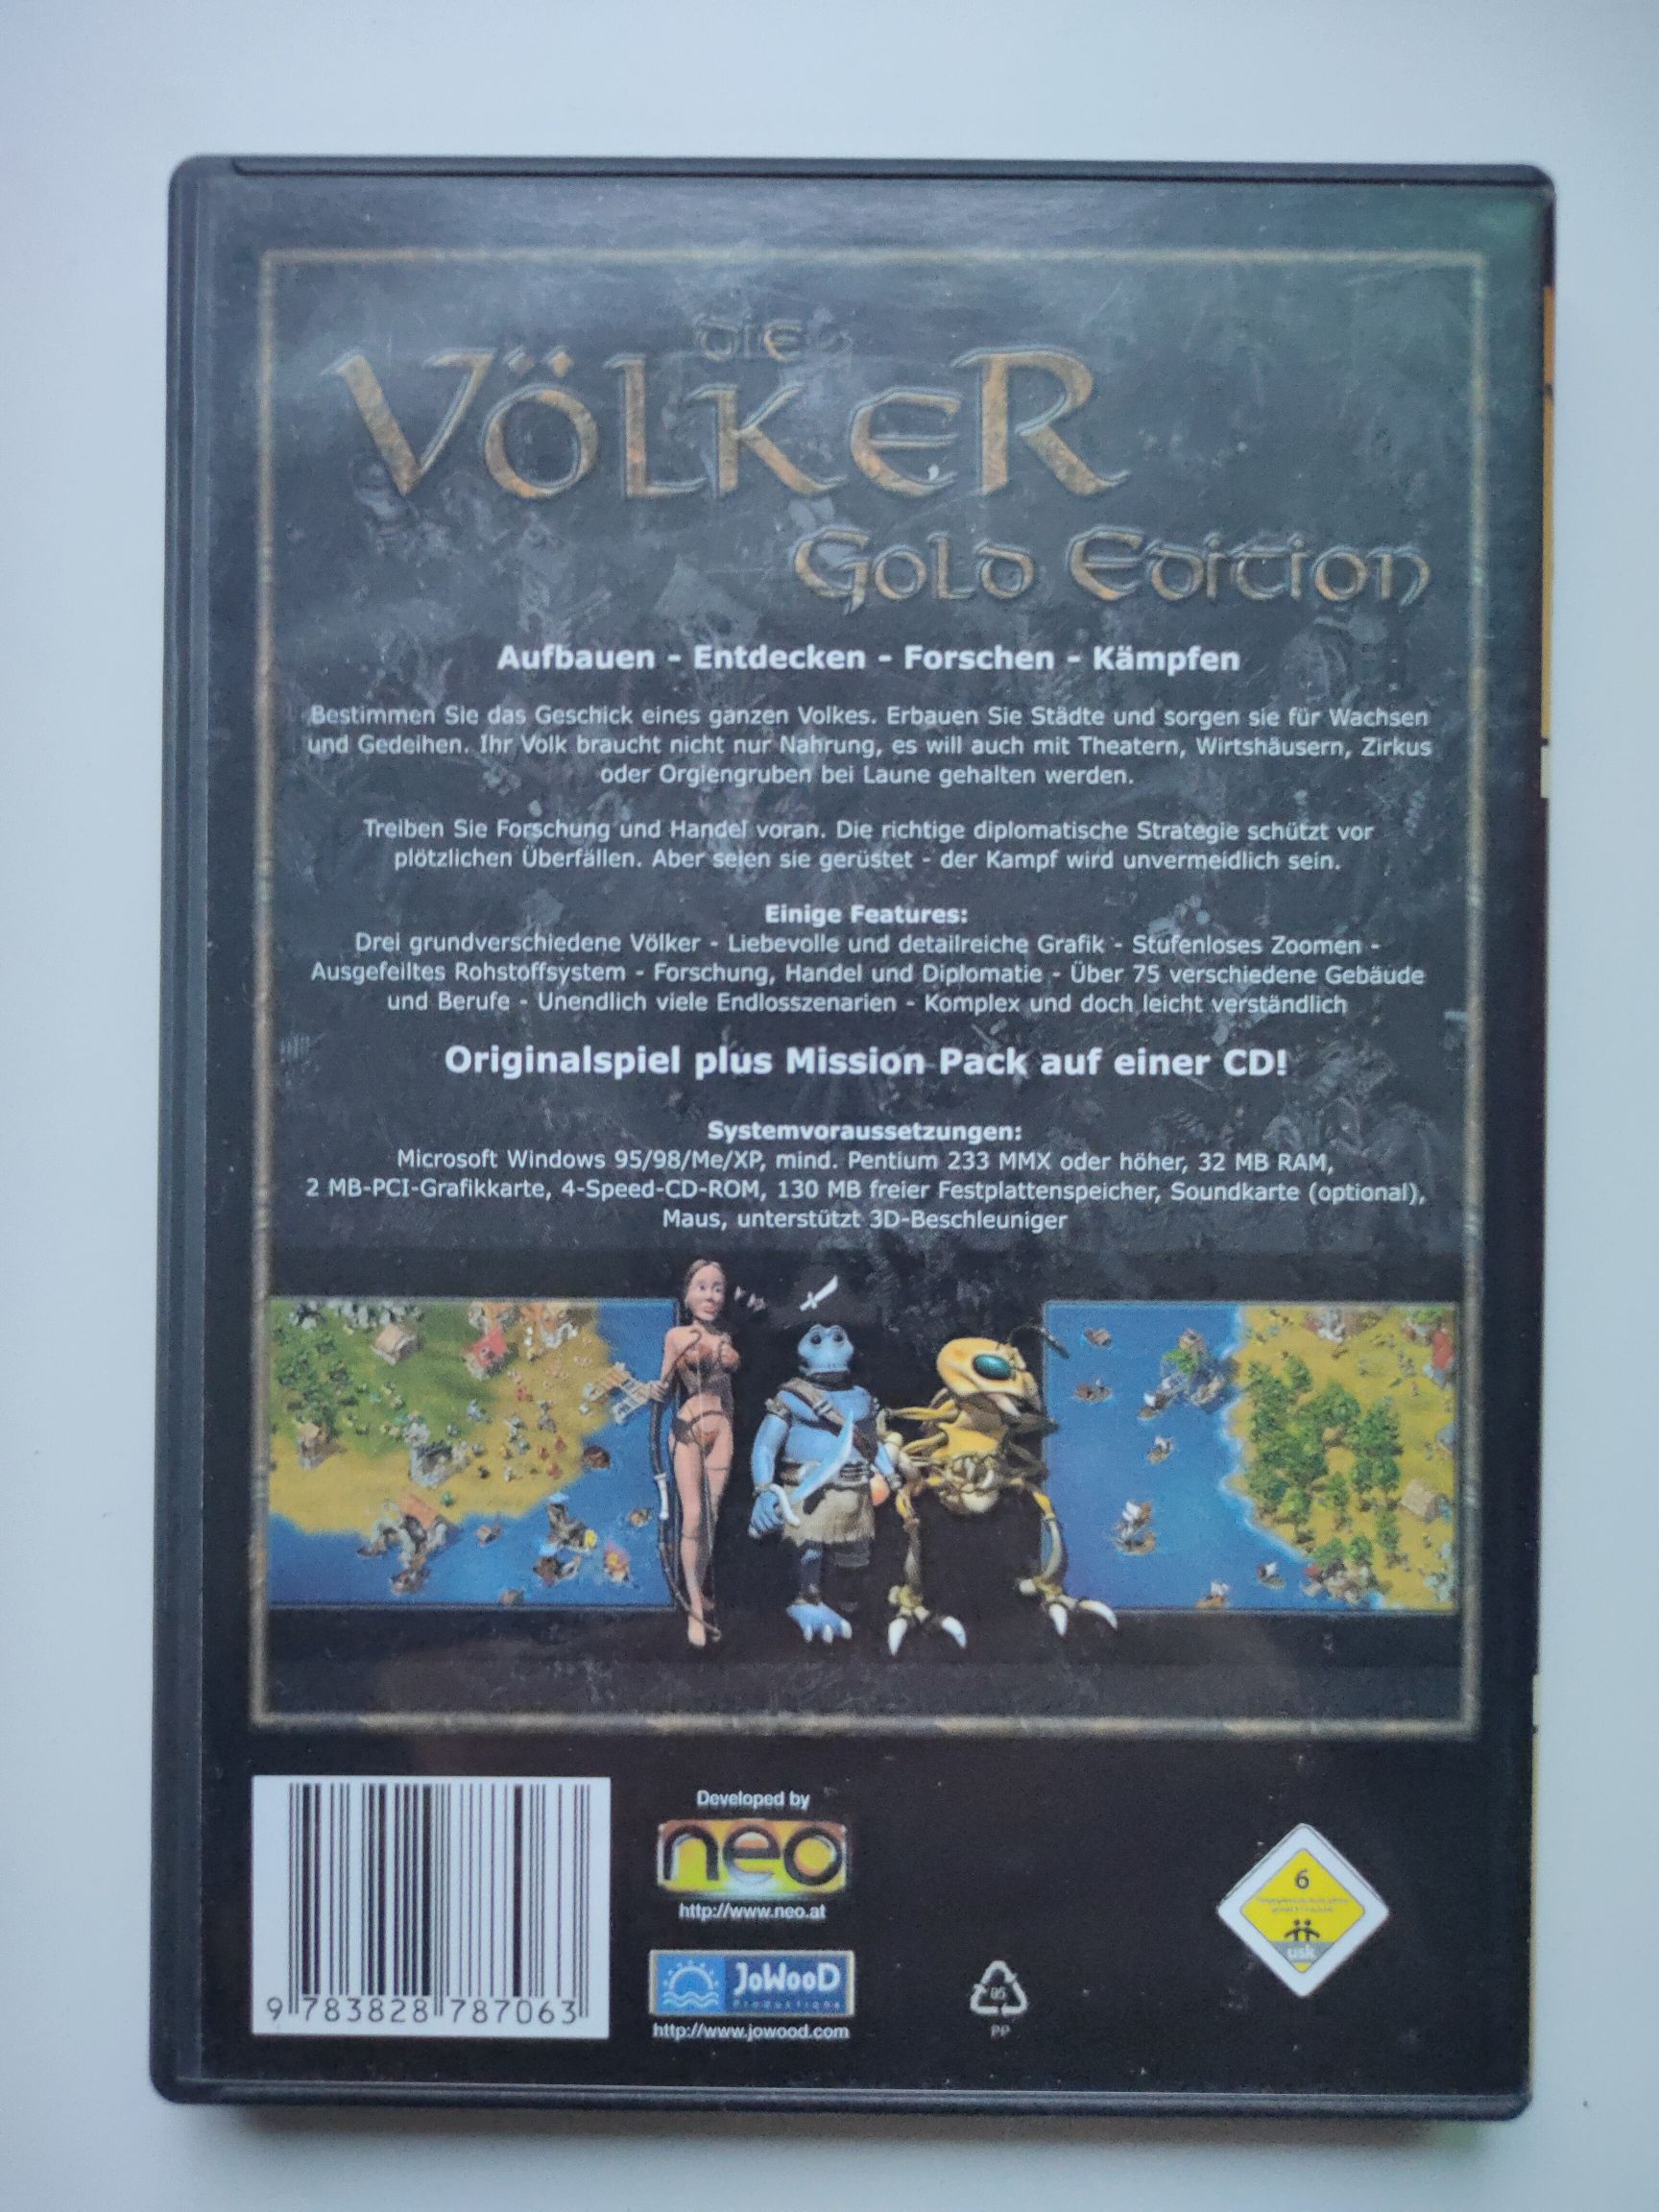 DIE
VÖLKER
GOLD EDITION
Aufbauen - Entdecken - Forschen - Kämpfen
Bestimmen Sie das Geschick eines ganzen Volkes. Erbauen Sie Städte und sorgen sie für Wachsen
und Gedeihen. Ihr Volk braucht nicht nur Nahrung, es will auch mit Theatern, Wirtshäusern, Zirkus
oder Orgiengruben bei Laune gehalten werden.
Treiben Sie Forschung und Handel voran. Die richtige diplomatische Strategie schützt vor
plötzlichen Überfällen. Aber seien sie gerüstet - der Kampf wird unvermeidlich sein.
Einige Features:
Drei grundverschiedene Völker - Liebevolle und detailreiche Grafik - Stufenloses Zoomen -
Ausgefeiltes Rohstoffsystem - Forschung, Handel und Diplomatie - Über 75 verschiedene Gebäude
und Berufe - Unendlich viele Endlosszenarien - Komplex und doch leicht verständlich
Originalspiel plus Mission Pack auf einer CD!
Systemvoraussetzungen:
Microsoft Windows 95/98/Me/XP, mind. Pentium 233 MMX oder höher, 32 MB RAM,
2 MB-PCI-Grafikkarte, 4-Speed-CD-ROM, 130 MB freier Festplattenspeicher, Soundkarte (optional),
Maus, unterstützt 3D-Beschleuniger
9 783828 787063
Developed by
neo
http://www.neo.at
JoWooD
Productions
http://www.jowood.com
05
PP
6
usk